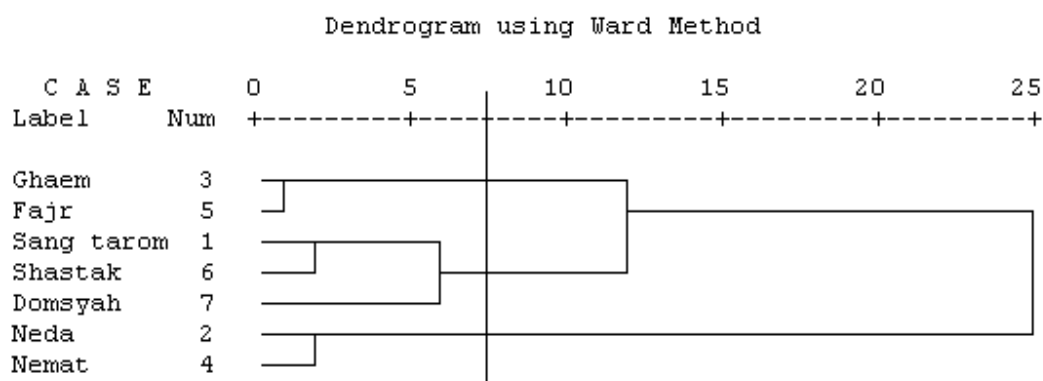 Dendrogram using Ward Method
C A S E 0 5 10 15 20 25
Label Num +---------+---------+---------+---------+---------+
Ghaem 3
Fajr 5
Sang tarom 1
Shastak 6
Domsyah 7
Neda 2
Nemat 4